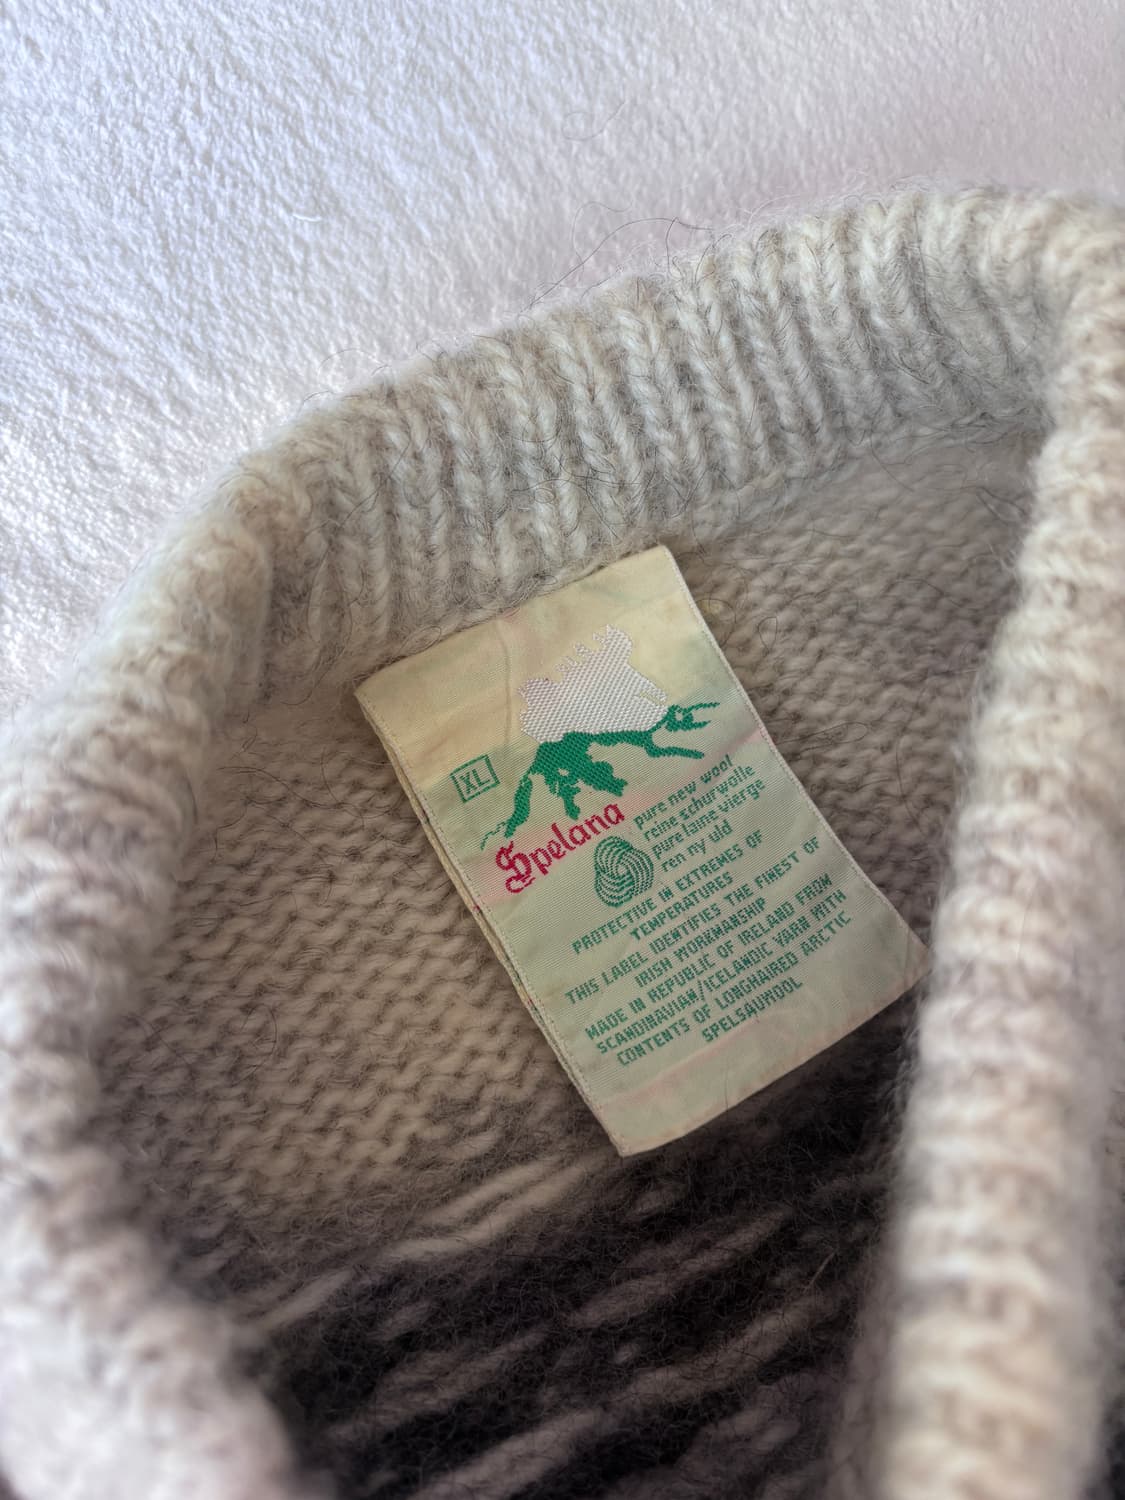 XL
Spelana
pure new wool
reine schurwolle
pure laine vierge
ren ny uld
PROTECTIVE IN EXTREMES OF
TEMPERATURES
THIS LABEL IDENTIFIES THE FINEST OF
IRISH WORKMANSHIP
MADE IN REPUBLIC OF IRELAND FROM
SCANDINAVIAN/ICELANDIC YARN WITH
CONTENTS OF LONGHAIRED ARCTIC
SPELSAUWOOL